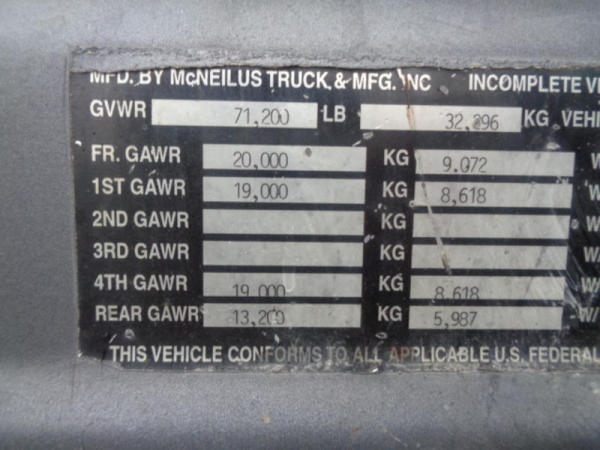 MFD. BY McNEILUS TRUCK & MFG. INC INCOMPLETE VE
GVWR 71,200 LB 32,296 KG VEHI
FR. GAWR 20,000 KG 9.072 W
1ST GAWR 19,000 KG 8,618 W
2ND GAWR KG W
3RD GAWR KG W/
4TH GAWR 19,000 KG 8,618 W/
REAR GAWR 13,200 KG 5,987 W/
THIS VEHICLE CONFORMS TO ALL APPLICABLE U.S. FEDERAL